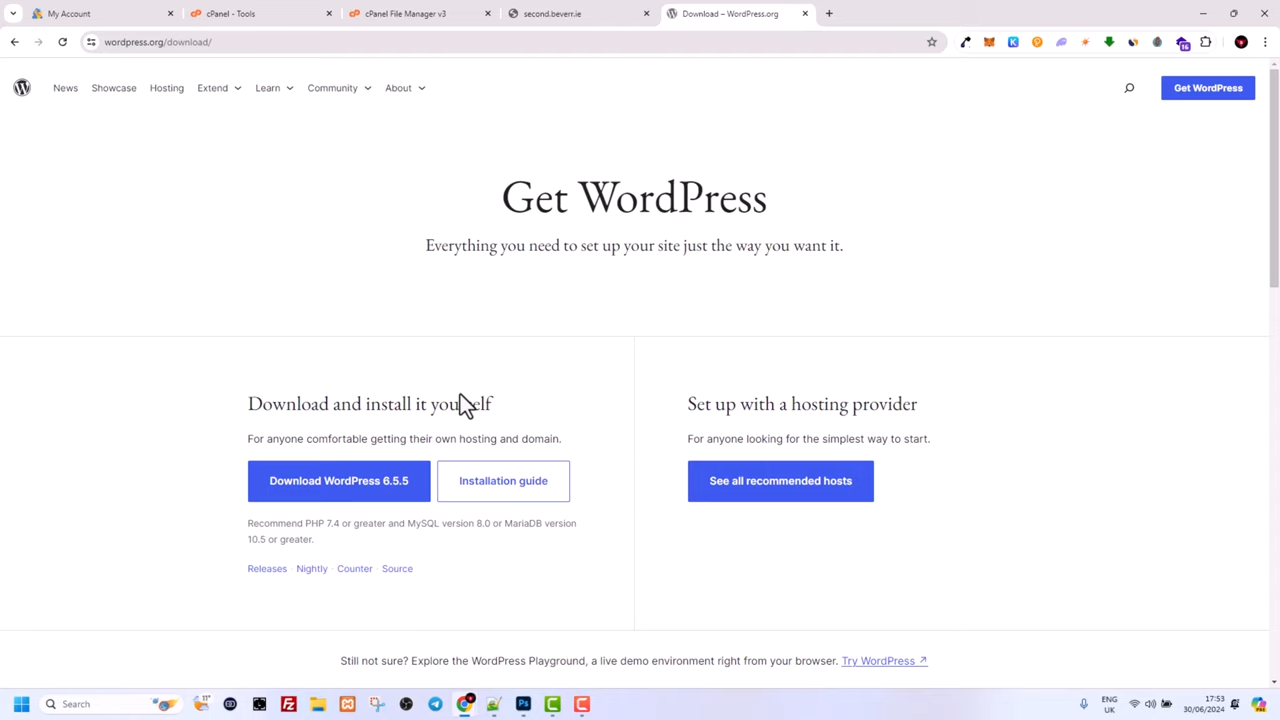 My Account
cPanel - Tools
cPanel File Manager v3
second.beverr.ie
Download – WordPress.org
wordpress.org/download/
16
News
Showcase
Hosting
Extend
Learn
Community
About
Get WordPress
Get WordPress
Everything you need to set up your site just the way you want it.
Download and install it yourself
For anyone comfortable getting their own hosting and domain.
Download WordPress 6.5.5
Installation guide
Recommend PHP 7.4 or greater and MySQL version 8.0 or MariaDB version
10.5 or greater.
Releases · Nightly · Counter · Source
Set up with a hosting provider
For anyone looking for the simplest way to start.
See all recommended hosts
Still not sure? Explore the WordPress Playground, a live demo environment right from your browser. Try WordPress ↗
Search
11°
ENG
UK
17:53
30/06/2024